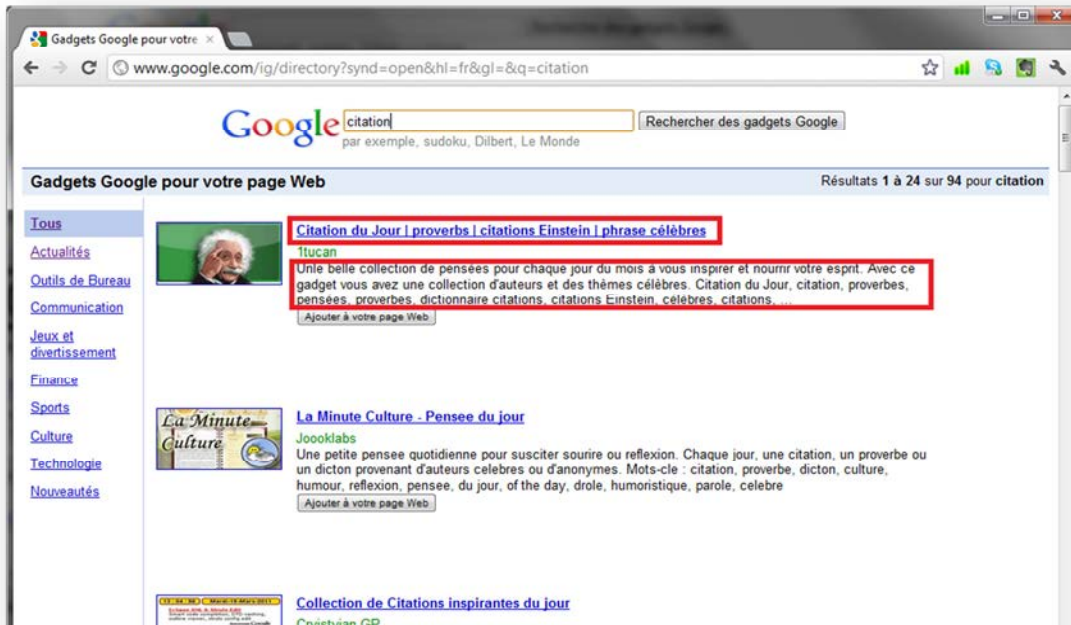 Gadgets Google pour votre
www.google.com/ig/directory?synd=open&hl=fr&gl=&q=citation
Google citation Rechercher des gadgets Google
par exemple, sudoku, Dilbert, Le Monde
Gadgets Google pour votre page Web Résultats 1 à 24 sur 94 pour citation
Tous
Actualités
Outils de Bureau
Communication
Jeux et
divertissement
Finance
Sports
Culture
Technologie
Nouveautés
Citation du Jour | proverbs | citations Einstein | phrase célèbres
1tucan
Unle belle collection de pensées pour chaque jour du mois à vous inspirer et nourrir votre esprit. Avec ce
gadget vous avez une collection d'auteurs et des thèmes célèbres. Citation du Jour, citation, proverbes,
pensées, proverbes, dictionnaire citations, citations Einstein, célèbres, citations, ...
Ajouter à votre page Web
La Minute
Culture
La Minute Culture - Pensee du jour
Joooklabs
Une petite pensee quotidienne pour susciter sourire ou reflexion. Chaque jour, une citation, un proverbe ou
un dicton provenant d'auteurs celebres ou d'anonymes. Mots-cle : citation, proverbe, dicton, culture,
humour, reflexion, pensee, du jour, of the day, drole, humoristique, parole, celebre
Ajouter à votre page Web
Collection de Citations inspirantes du jour